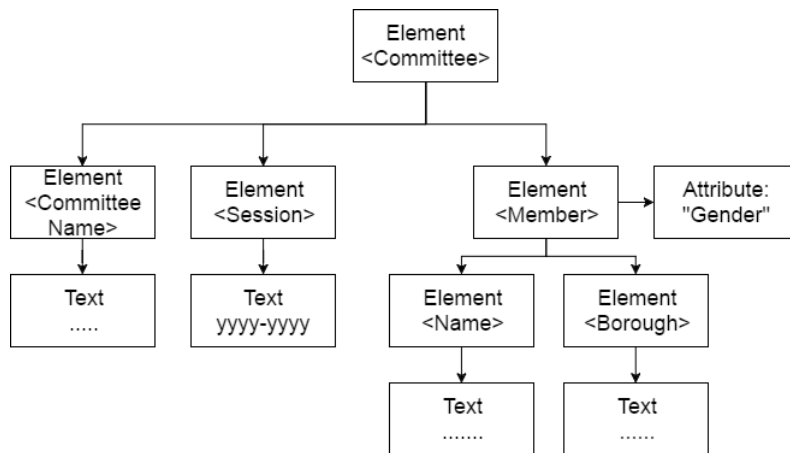 Element
<Committee>
Element
<Committee
Name>
Element
<Session>
Element
<Member>
Attribute:
"Gender"
Text
.....
Text
yyyy-yyyy
Element
<Name>
Element
<Borough>
Text
.......
Text
......